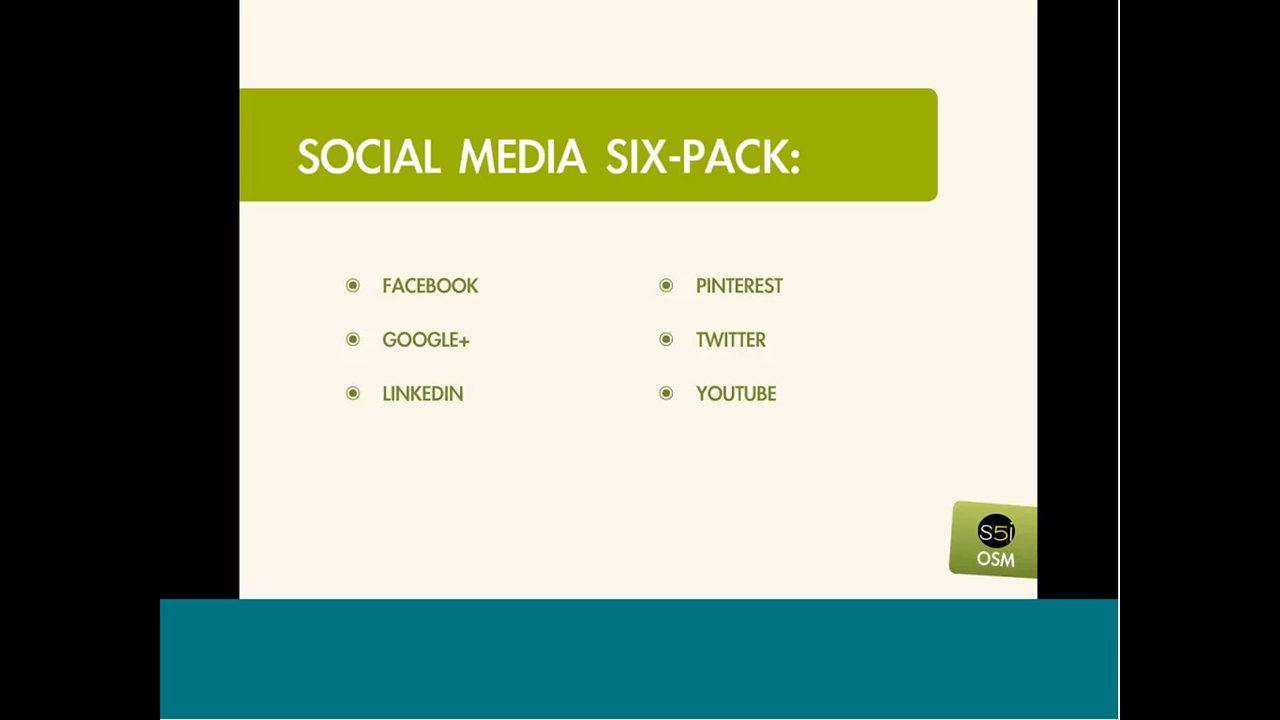 SOCIAL MEDIA SIX-PACK:
FACEBOOK
GOOGLE+
LINKEDIN
PINTEREST
TWITTER
YOUTUBE
S5i
OSM